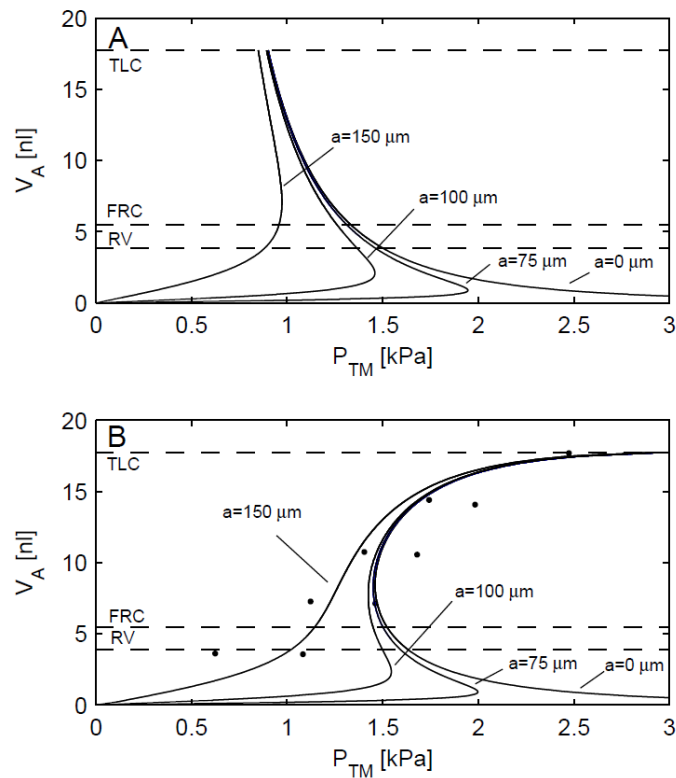 20
A
TLC
15
a=150 μm
V_A [nl]
10
a=100 μm
FRC
5
RV
a=75 μm
a=0 μm
0
0 0.5 1 1.5 2 2.5 3
P_TM [kPa]
20
B
TLC
15
a=150 μm
V_A [nl]
10
a=100 μm
FRC
5
RV
a=75 μm
a=0 μm
0
0 0.5 1 1.5 2 2.5 3
P_TM [kPa]